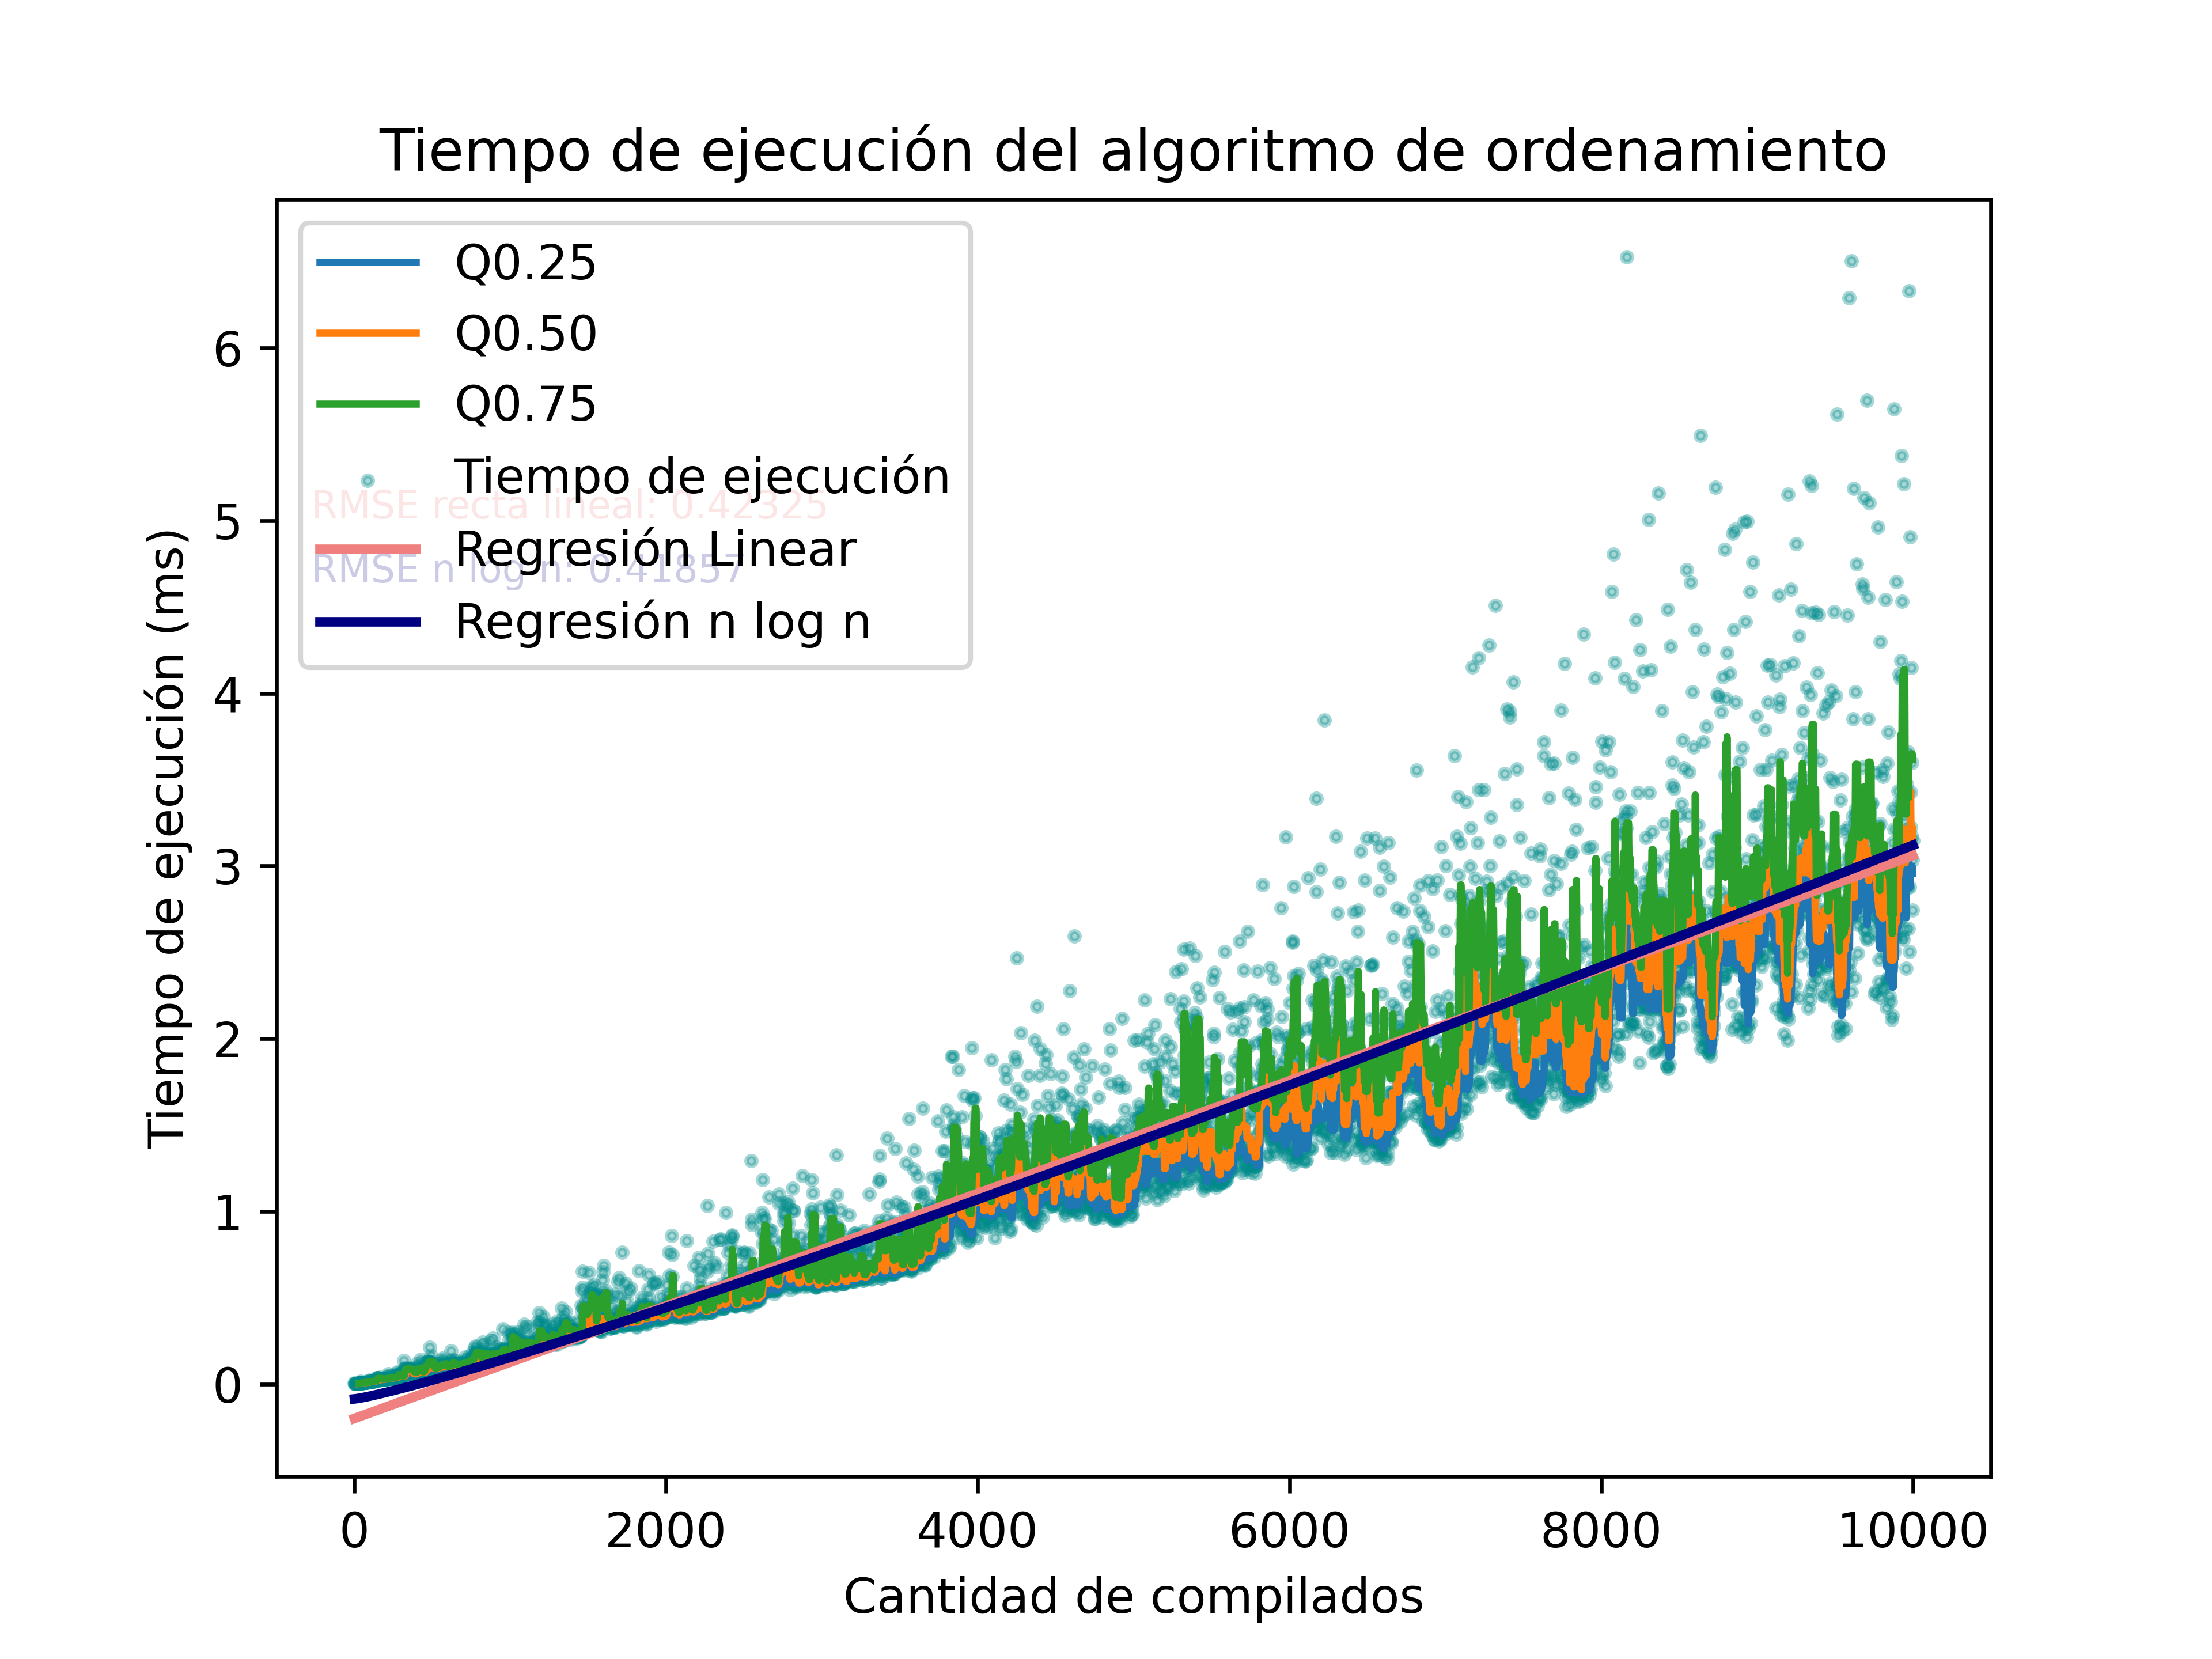 Tiempo de ejecución del algoritmo de ordenamiento
Q0.25
Q0.50
Q0.75
Tiempo de ejecución
RMSE recta lineal: 0.42325
Regresión Linear
RMSE n log n: 0.41857
Regresión n log n
Tiempo de ejecución (ms)
6
5
4
3
2
1
0
0 2000 4000 6000 8000 10000
Cantidad de compilados